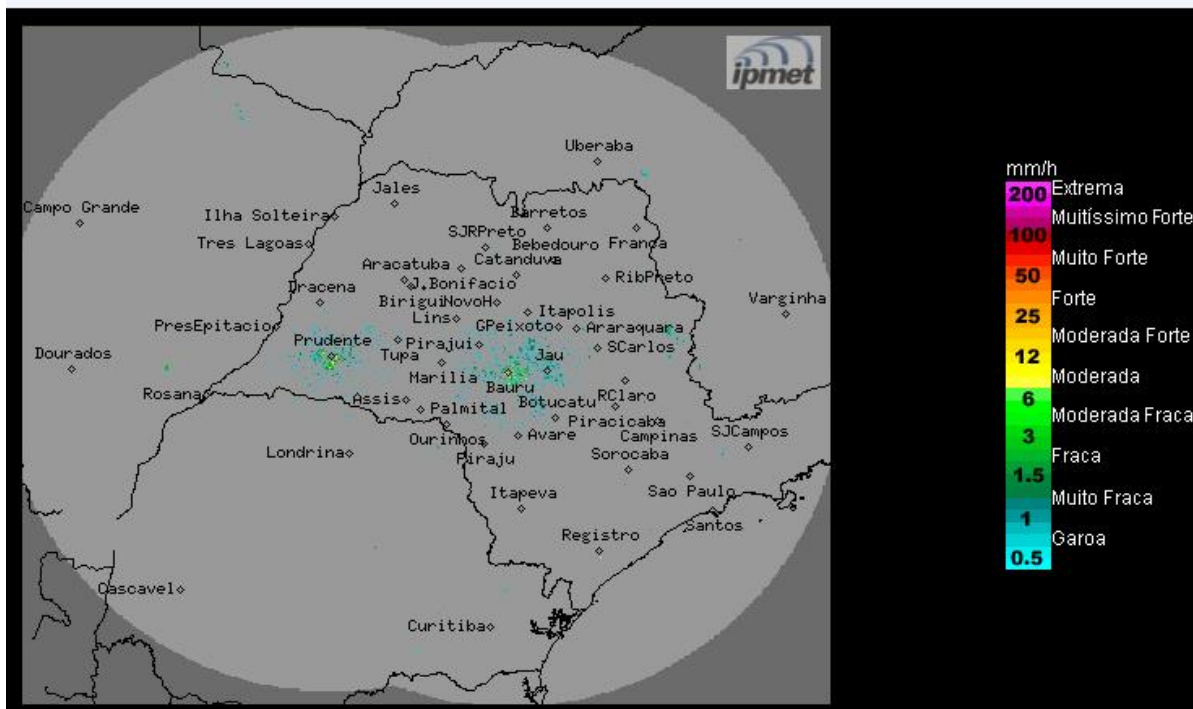 ipmet
Uberaba
Jales
Campo Grande
Ilha Solteira
Barretos
SJRPreto
Tres Lagoas
Bebedouro
Franca
Catanduva
Aracatuba
J.Bonifacio
RibPreto
Dracena
Birigui
NovoH
Itapolis
Varginha
Lins
GPeixoto
Araraquara
PresEpitacio
Prudente
Pirajui
SCarlos
Dourados
Tupa
Jau
Marilia
Bauru
RClaro
Rosana
Assis
Botucatu
Palmital
Piracicaba
Ourinhos
Avare
Campinas
SJCampos
Londrina
Piraju
Sorocaba
Itapeva
Sao Paulo
Santos
Registro
Cascavel
Curitiba
mm/h
200 Extrema
Muitíssimo Forte
100
Muito Forte
50
Forte
25
Moderada Forte
12
Moderada
6
Moderada Fraca
3
Fraca
1.5
Muito Fraca
1
Garoa
0.5